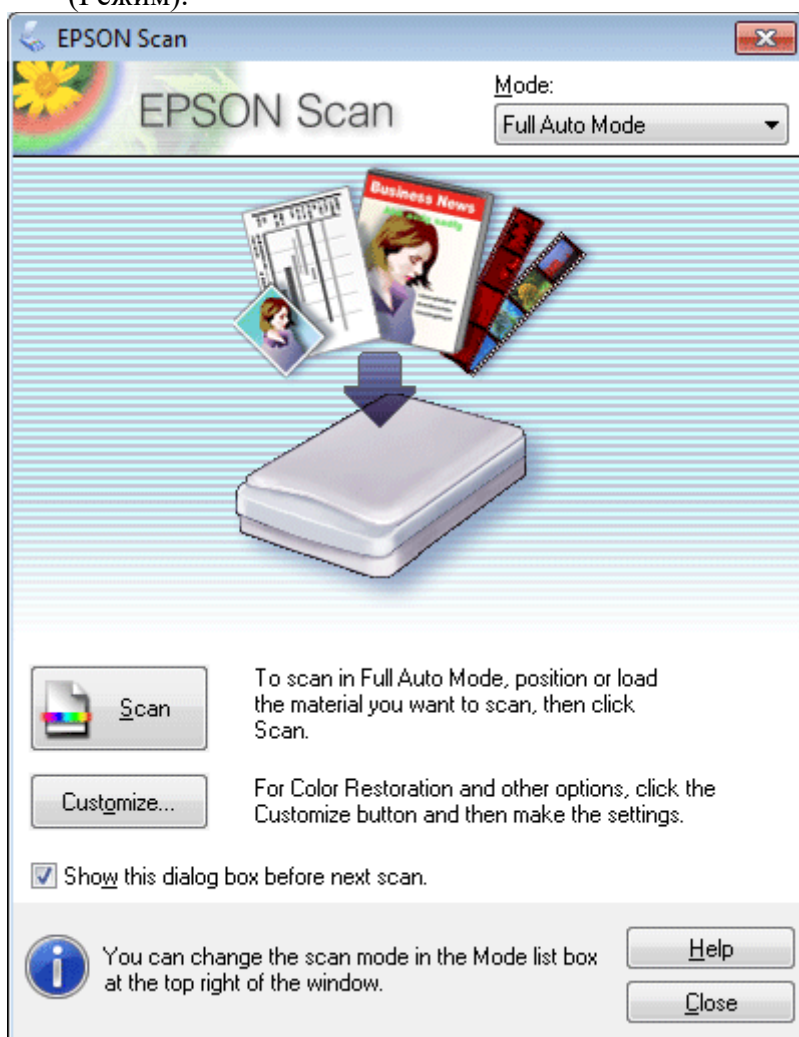 (Режим).
EPSON Scan
EPSON Scan
Mode:
Full Auto Mode
Business News
Scan
To scan in Full Auto Mode, position or load
the material you want to scan, then click
Scan.
Customize...
For Color Restoration and other options, click the
Customize button and then make the settings.
Show this dialog box before next scan.
You can change the scan mode in the Mode list box
at the top right of the window.
Help
Close